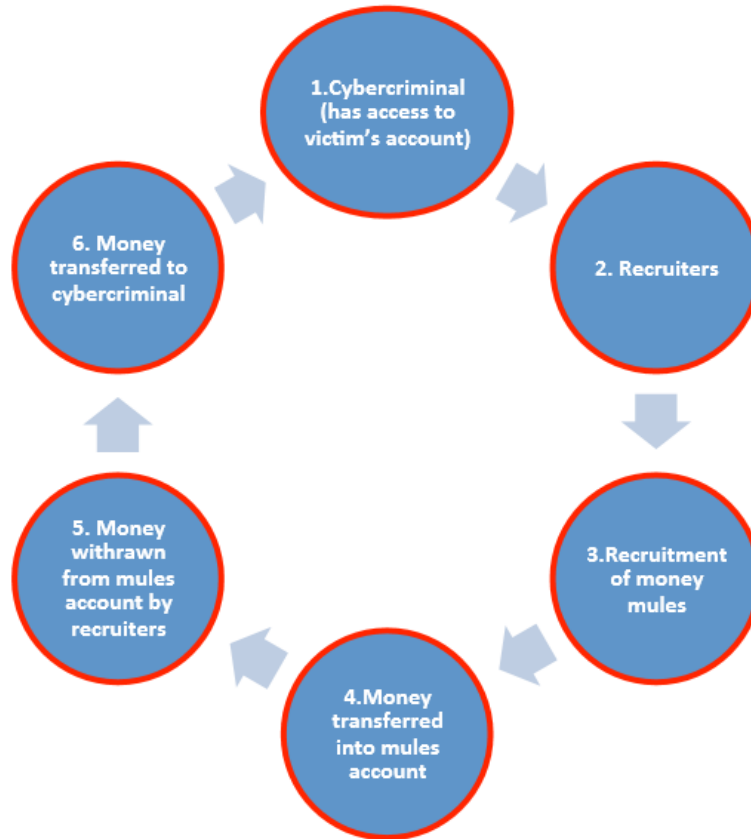 1.Cybercriminal
(has access to
victim's account)
2. Recruiters
3.Recruitment
of money
mules
4.Money
transferred
into mules
account
5. Money
withrawn
from mules
account by
recruiters
6. Money
transferred to
cybercriminal